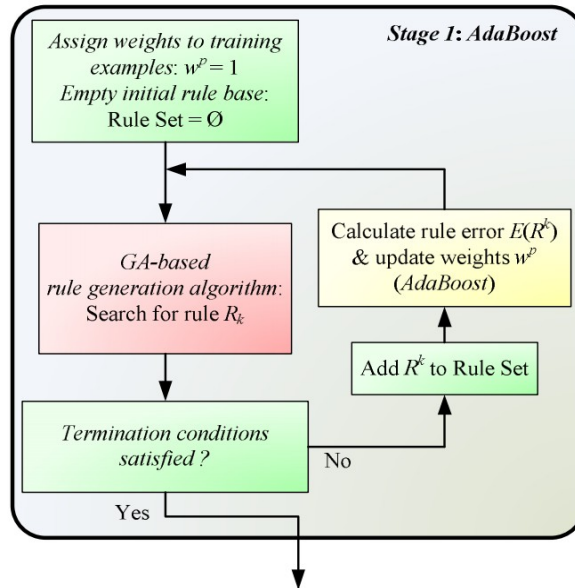 Stage 1: AdaBoost
Assign weights to training
examples: w^p = 1
Empty initial rule base:
Rule Set = Ø
GA-based
rule generation algorithm:
Search for rule R_k
Termination conditions
satisfied ?
No
Yes
Add R^k to Rule Set
Calculate rule error E(R^k)
& update weights w^p
(AdaBoost)